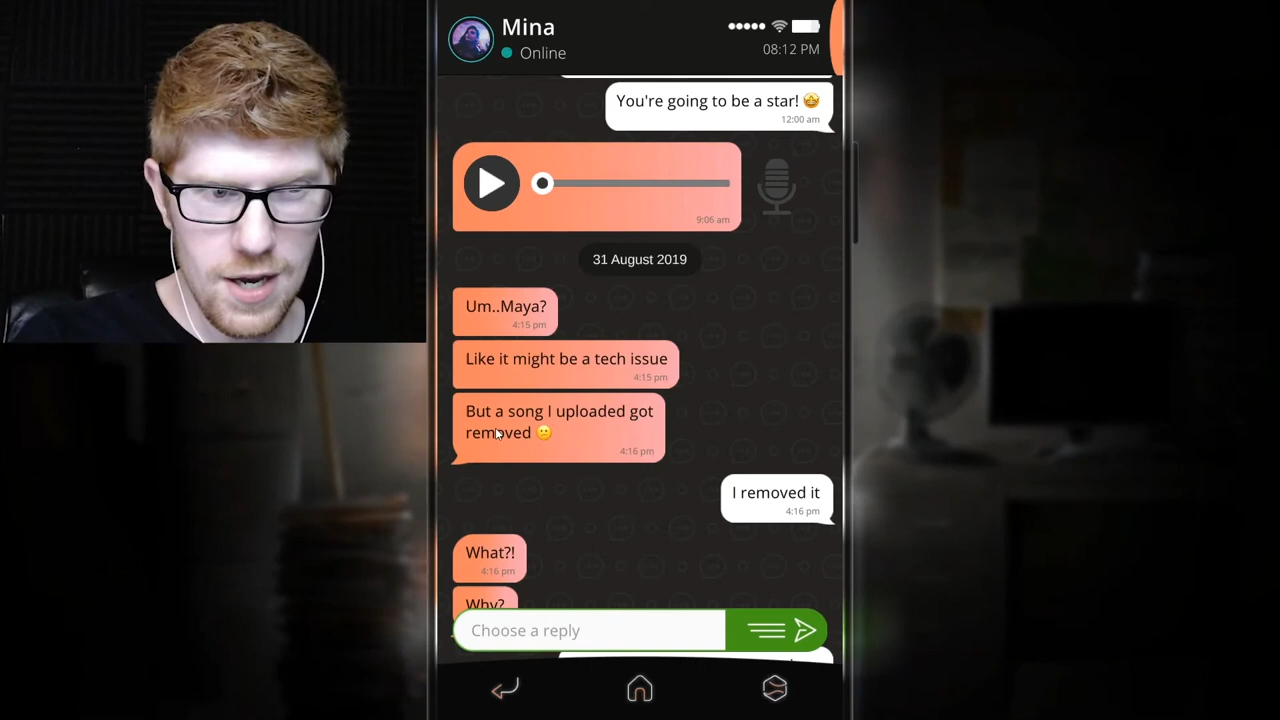 Mina
Online
08:12 PM
You're going to be a star! 🤩
12:00 am
9:06 am
31 August 2019
Um..Maya?
4:15 pm
Like it might be a tech issue
4:15 pm
But a song I uploaded got
removed 😕
4:16 pm
I removed it
4:16 pm
What?!
4:16 pm
Why?
Choose a reply